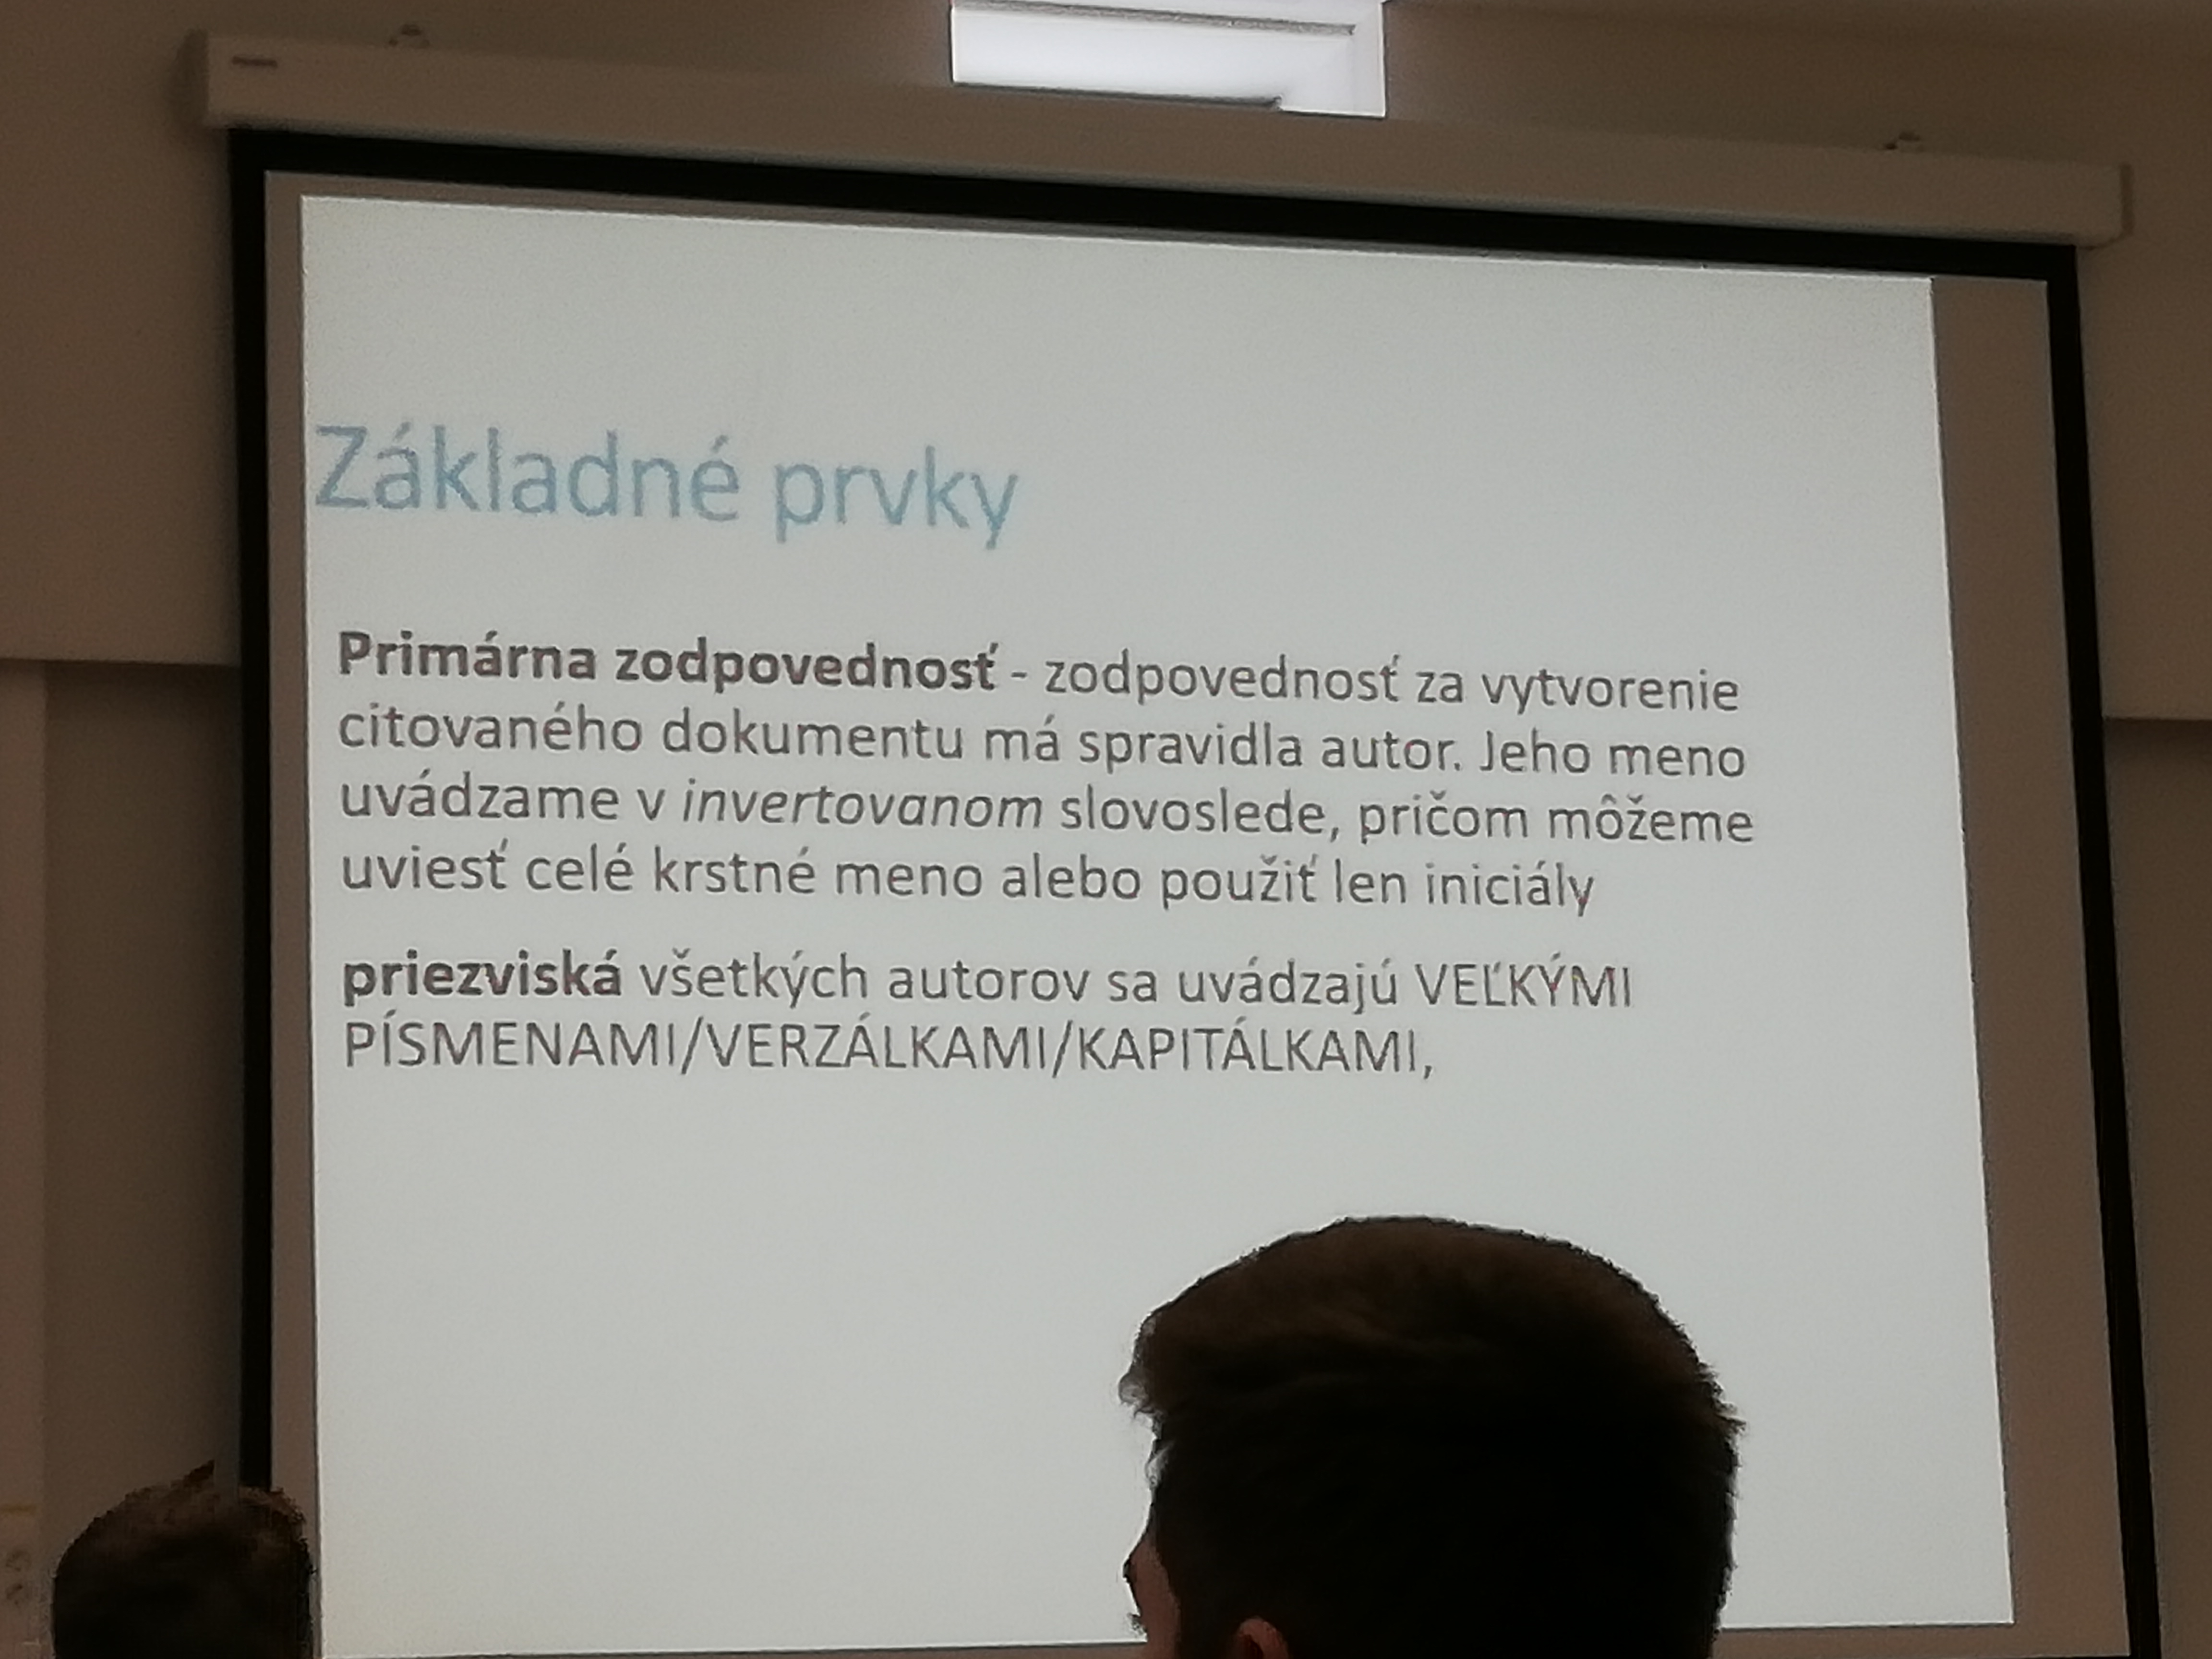 Základné prvky
Primárna zodpovednosť - zodpovednosť za vytvorenie
citovaného dokumentu má spravidla autor. Jeho meno
uvádzame v invertovanom slovoslede, pričom môžeme
uviesť celé krstné meno alebo použiť len iniciály
priezviská všetkých autorov sa uvádzajú VEĽKÝMI
PÍSMENAMI/VERZÁLKAMI/KAPITÁLKAMI,